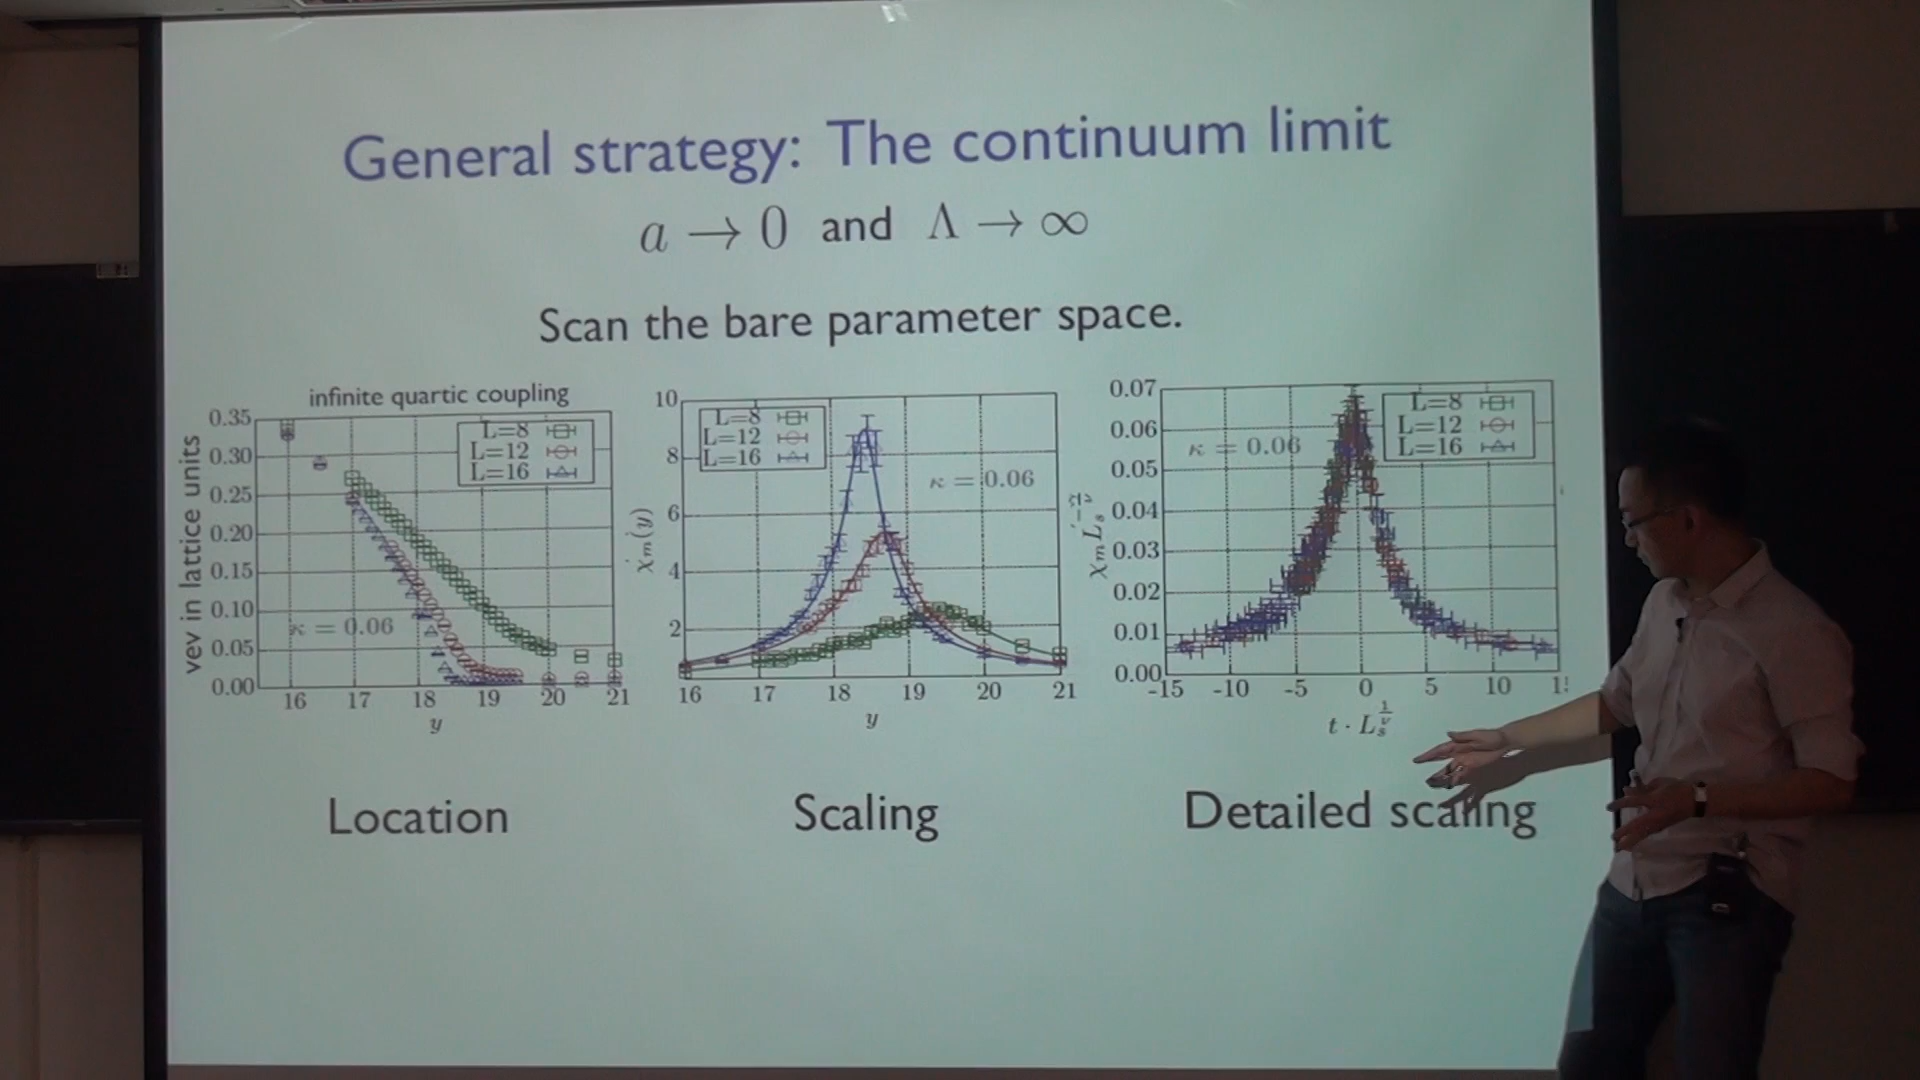 General strategy: The continuum limit
a → 0 and Λ → ∞
Scan the bare parameter space.
infinite quartic coupling
vev in lattice units
0.35
0.30
0.25
0.20
0.15
0.10
0.05
0.00
L=8
L=12
L=16
κ = 0.06
16 17 18 19 20 21
y
χm(y)
10
8
6
4
2
L=8
L=12
L=16
κ = 0.06
16 17 18 19 20 21
y
0.07
0.06
0.05
0.04
0.03
0.02
0.01
0.00
L=8
L=12
L=16
κ = 0.06
-15 -10 -5 0 5 10
t · Ls^(1/ν)
Location Scaling Detailed scaling